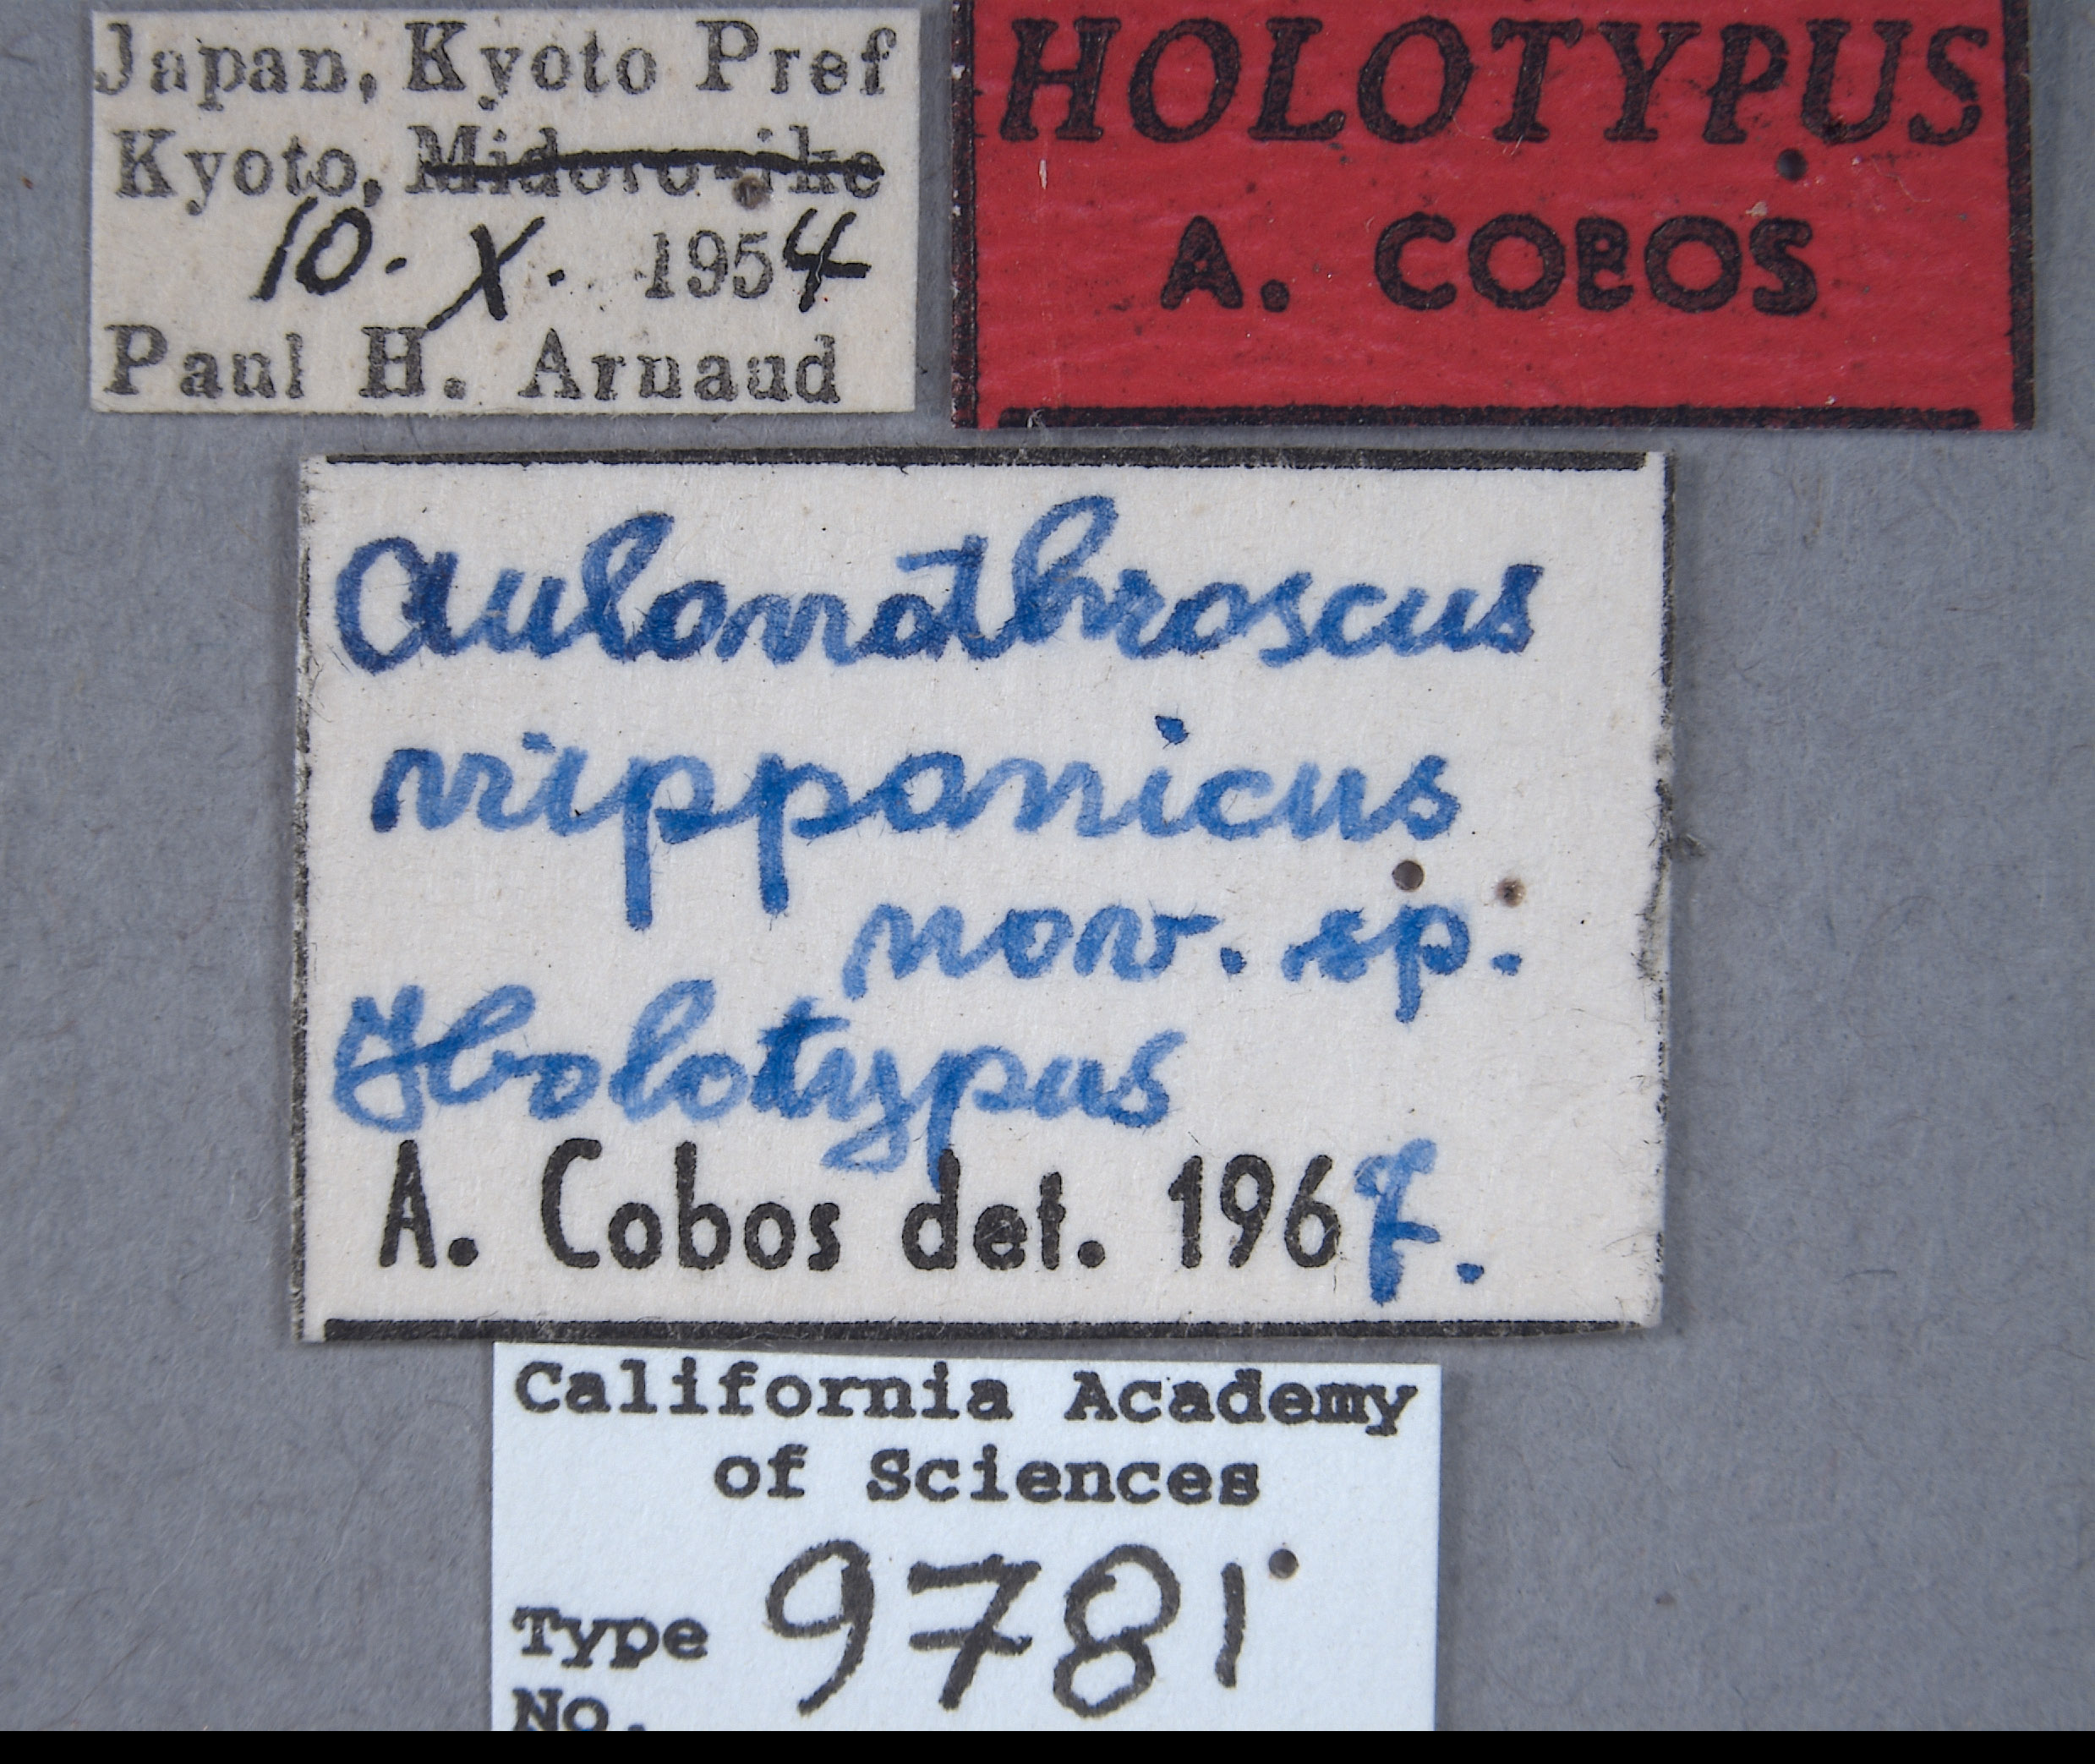 Japan, Kyoto Pref
Kyoto, Midoro-ike
10. X. 1954
Paul H. Arnaud
HOLOTYPUS
A. COBOS
Aulonothroscus
nipponicus
nov. sp.
Holotypus
A. Cobos det. 1967.
California Academy
of Sciences
Type 9781
No.